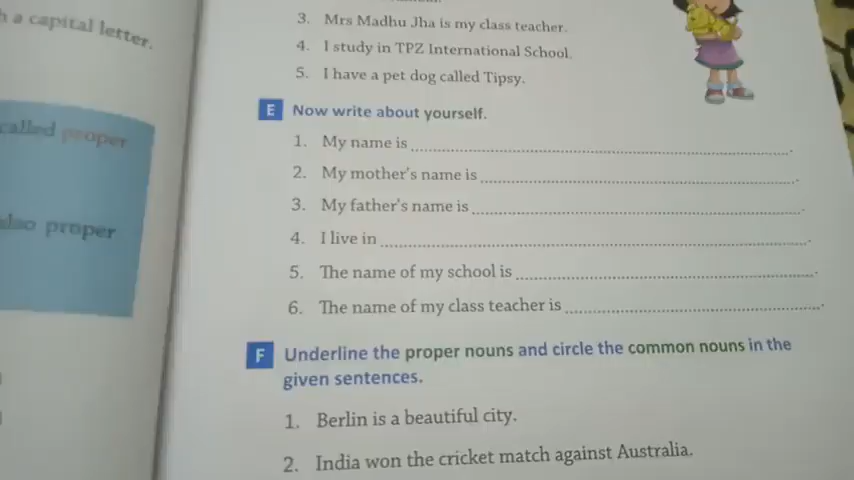 h a capital letter.
called proper
also proper
3. Mrs Madhu Jha is my class teacher.
4. I study in TPZ International School.
5. I have a pet dog called Tipsy.
E Now write about yourself.
1. My name is
2. My mother's name is
3. My father's name is
4. I live in
5. The name of my school is
6. The name of my class teacher is
F Underline the proper nouns and circle the common nouns in the
given sentences.
1. Berlin is a beautiful city.
2. India won the cricket match against Australia.